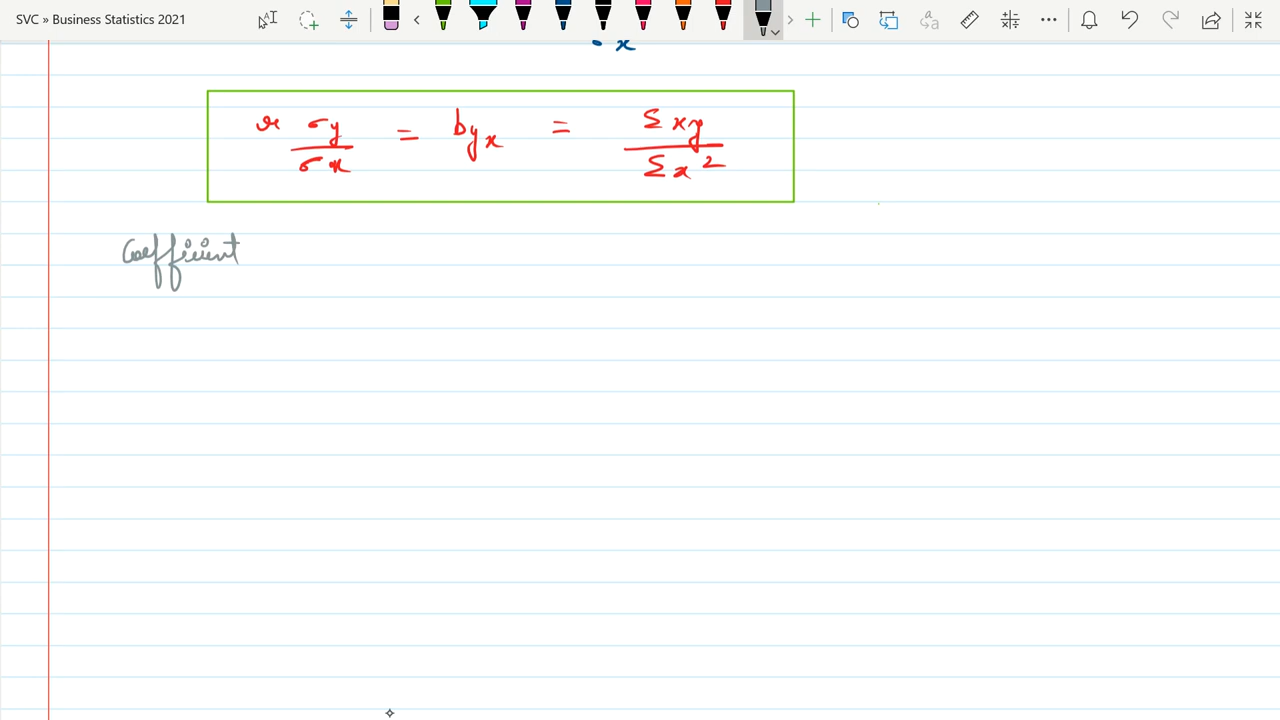 SVC » Business Statistics 2021
x
r σy/σx = byx = Σxy/Σx²
Coefficient